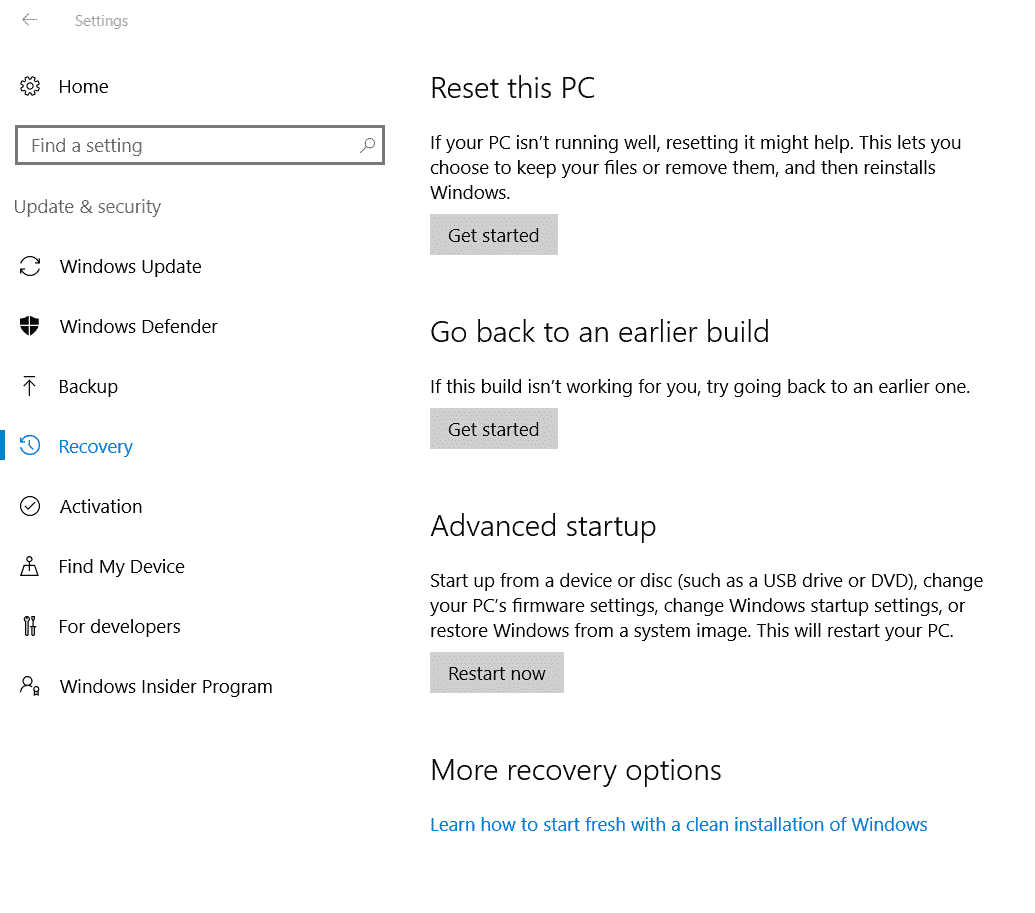 Settings
Home
Find a setting
Update & security
Windows Update
Windows Defender
Backup
Recovery
Activation
Find My Device
For developers
Windows Insider Program
Reset this PC
If your PC isn’t running well, resetting it might help. This lets you
choose to keep your files or remove them, and then reinstalls
Windows.
Get started
Go back to an earlier build
If this build isn’t working for you, try going back to an earlier one.
Get started
Advanced startup
Start up from a device or disc (such as a USB drive or DVD), change
your PC’s firmware settings, change Windows startup settings, or
restore Windows from a system image. This will restart your PC.
Restart now
More recovery options
Learn how to start fresh with a clean installation of Windows